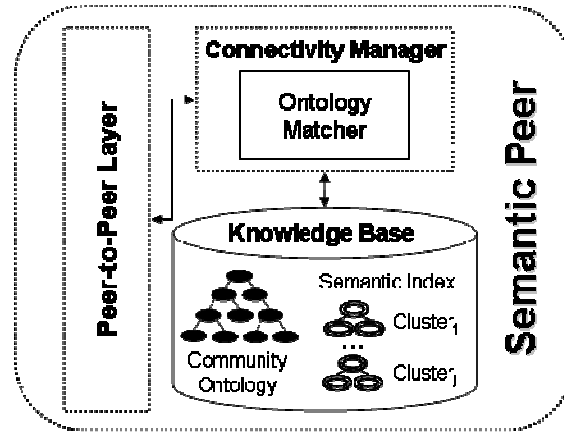 Peer-to-Peer Layer
Connectivity Manager
Ontology
Matcher
Knowledge Base
Community
Ontology
Semantic Index
Cluster₁
...
Clusterⱼ
Semantic Peer